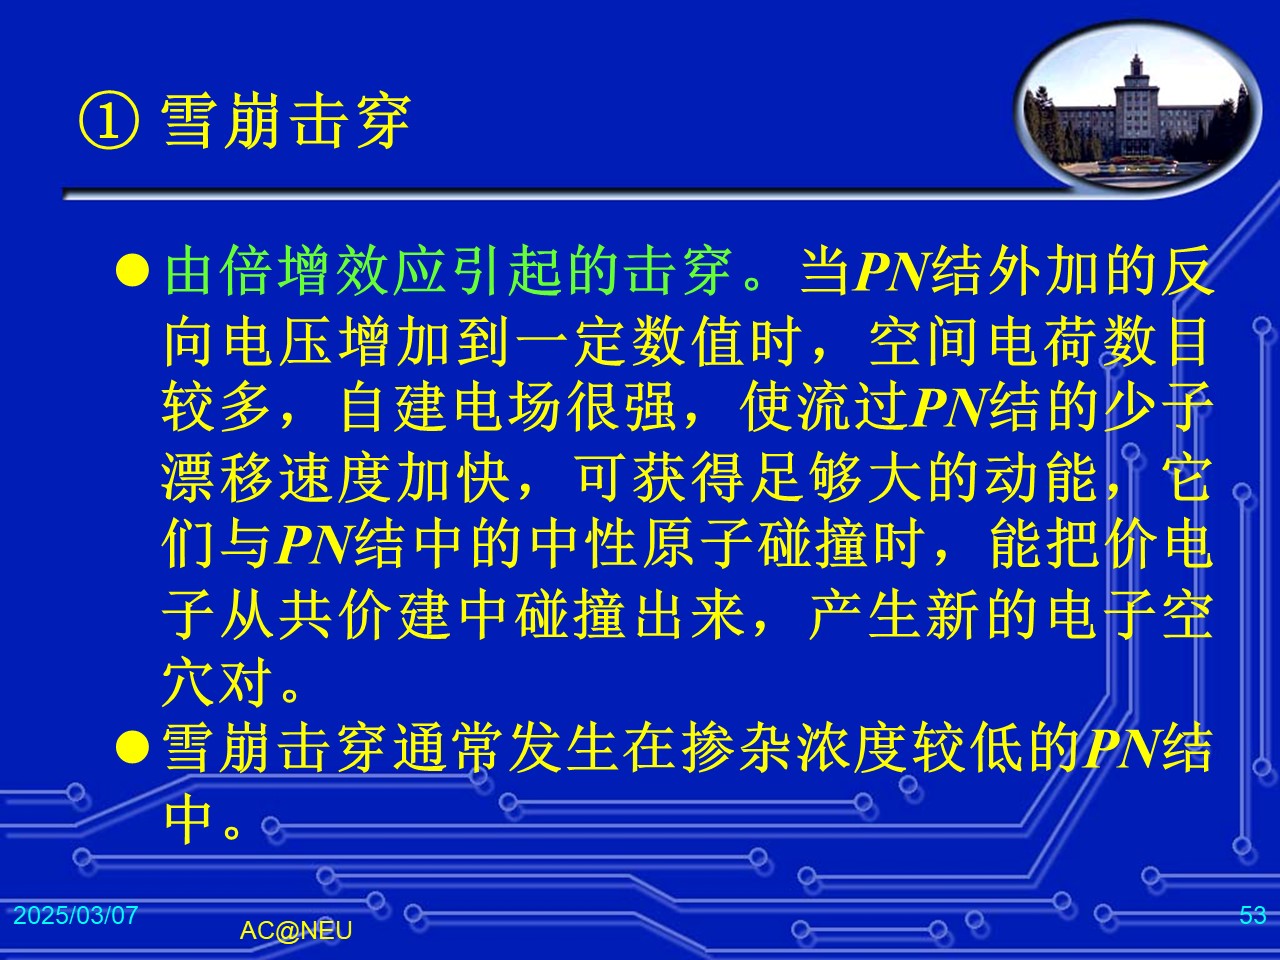 ① 雪崩击穿
●由倍增效应引起的击穿。当PN结外加的反
向电压增加到一定数值时，空间电荷数目
较多，自建电场很强，使流过PN结的少子
漂移速度加快，可获得足够大的动能，它
们与PN结中的中性原子碰撞时，能把价电
子从共价建中碰撞出来，产生新的电子空
穴对。
●雪崩击穿通常发生在掺杂浓度较低的PN结
中。
2025/03/07
AC@NEU
53